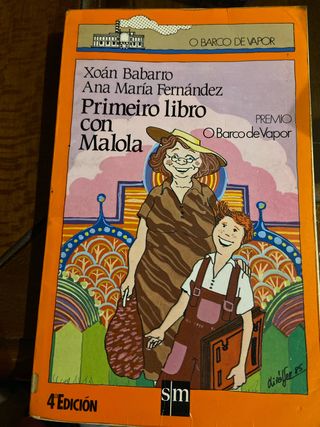 O BARCO DE VAPOR
Xoán Babarro
Ana María Fernández
Primeiro libro
con
Malola
PREMIO
O Barco de Vapor
4ª EDICIÓN
sm